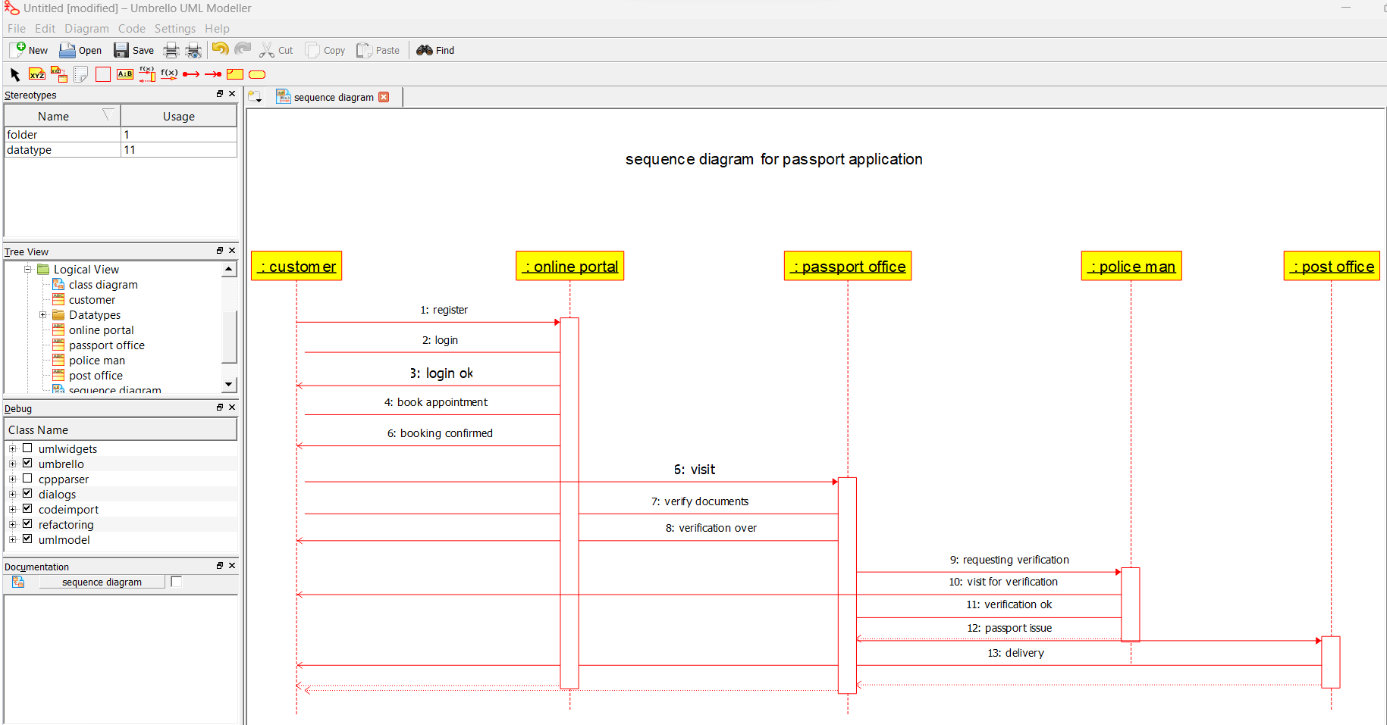 Untitled [modified] – Umbrello UML Modeller
File Edit Diagram Code Settings Help
New Open Save Cut Copy Paste Find
XYZ A:B f(x) f(x)
Stereotypes
Name Usage
folder 1
datatype 11
Tree View
Logical View
class diagram
customer
Datatypes
online portal
passport office
police man
post office
sequence diagram
Debug
Class Name
umlwidgets
umbrello
cppparser
dialogs
codeimport
refactoring
umlmodel
Documentation
sequence diagram
sequence diagram
sequence diagram for passport application
: customer : online portal : passport office : police man : post office
1: register
2: login
3: login ok
4: book appointment
6: booking confirmed
6: visit
7: verify documents
8: verification over
9: requesting verification
10: visit for verification
11: verification ok
12: passport issue
13: delivery